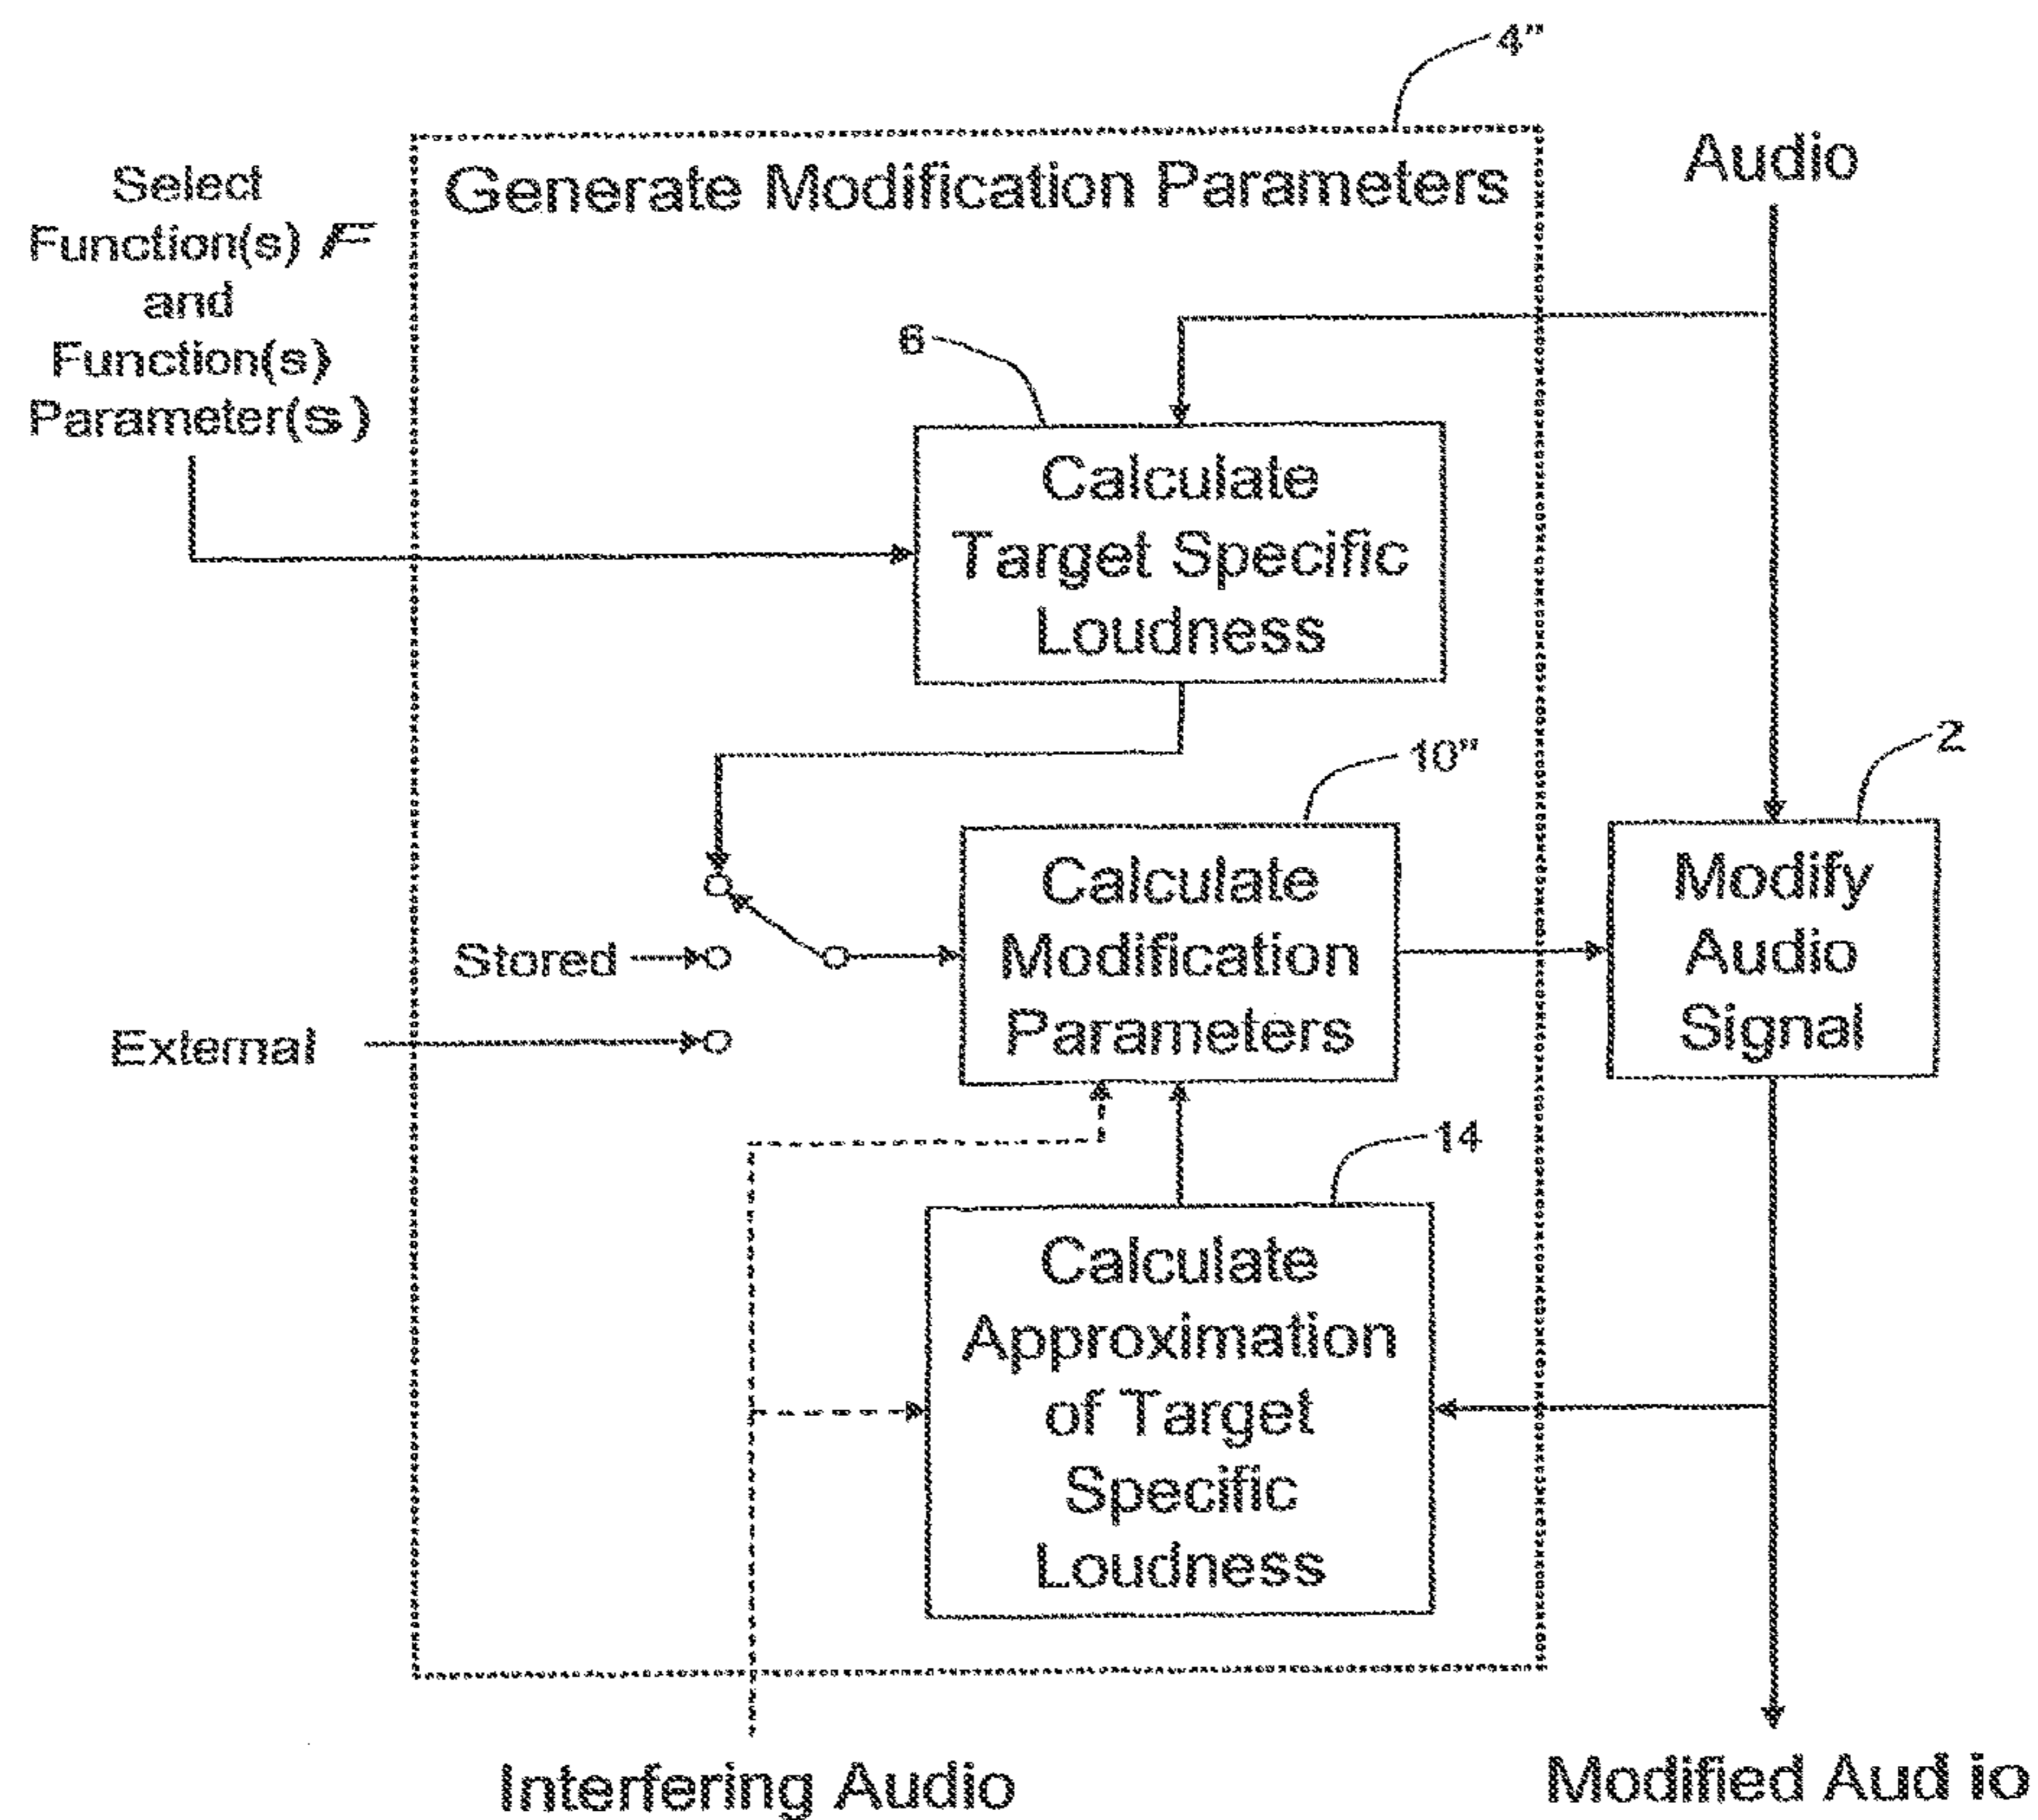 4"
Select
Function(s) F
and
Function(s)
Parameter(s)
Generate Modification Parameters
Audio
6
Calculate
Target Specific
Loudness
10"
2
Calculate
Modification
Parameters
Modify
Audio
Signal
Stored
External
14
Calculate
Approximation
of Target
Specific
Loudness
Interfering Audio
Modified Aud io